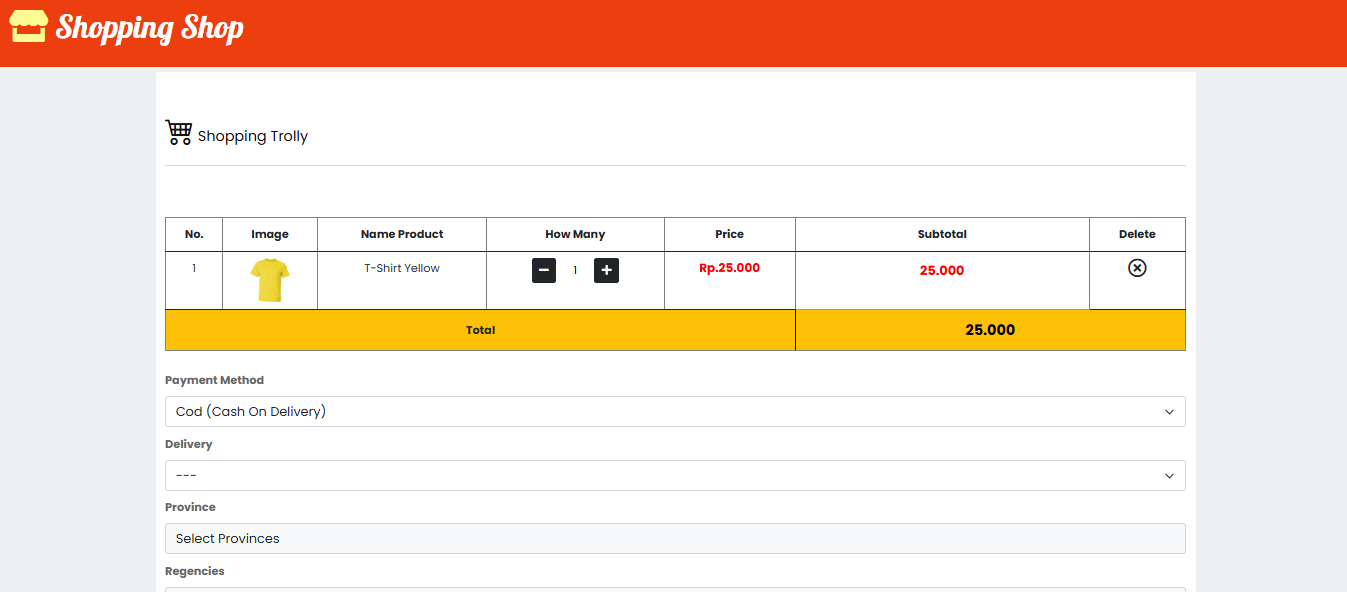 Shopping Shop
Shopping Trolly
No. Image Name Product How Many Price Subtotal Delete
1 T-Shirt Yellow 1 Rp.25.000 25.000
Total 25.000
Payment Method
Cod (Cash On Delivery)
Delivery
---
Province
Select Provinces
Regencies